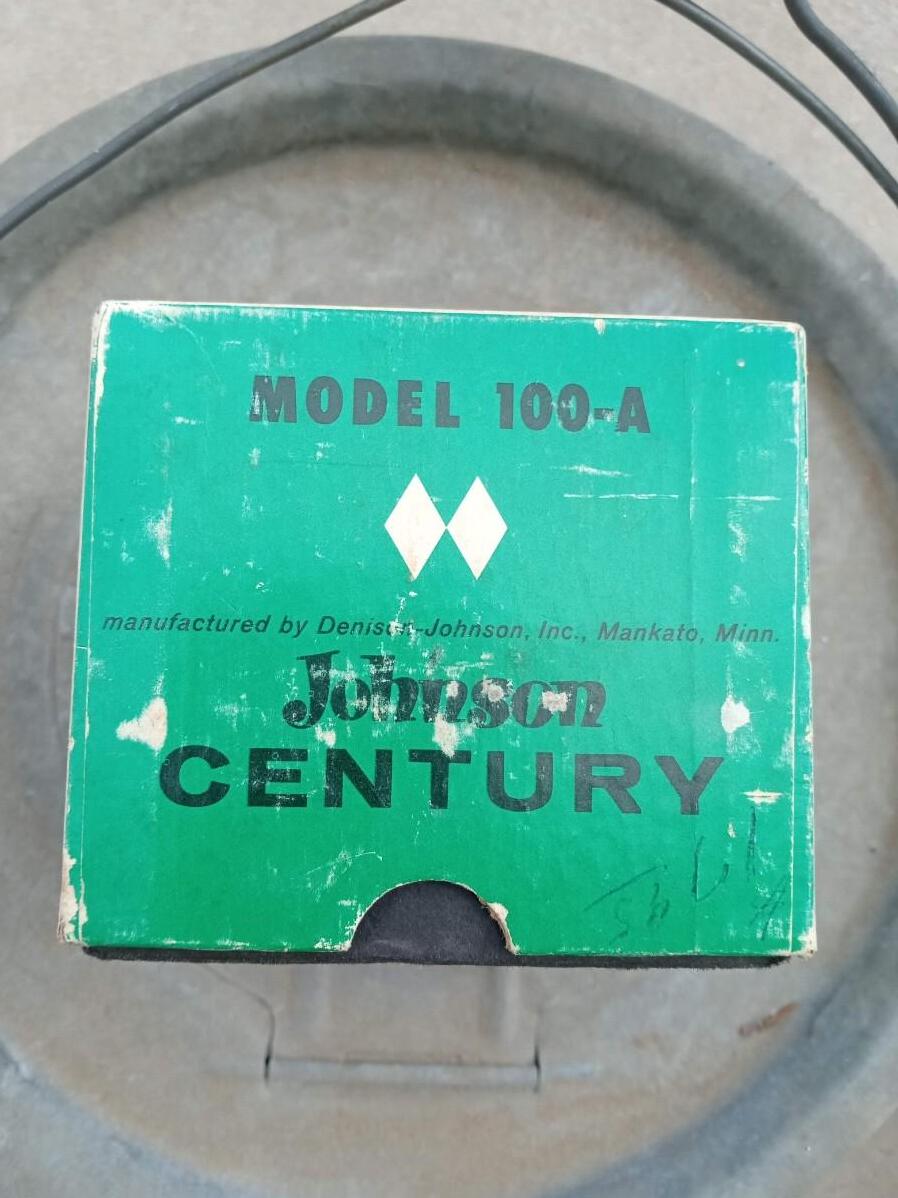 MODEL 100-A
manufactured by Denison-Johnson, Inc., Mankato, Minn.
Johnson
CENTURY